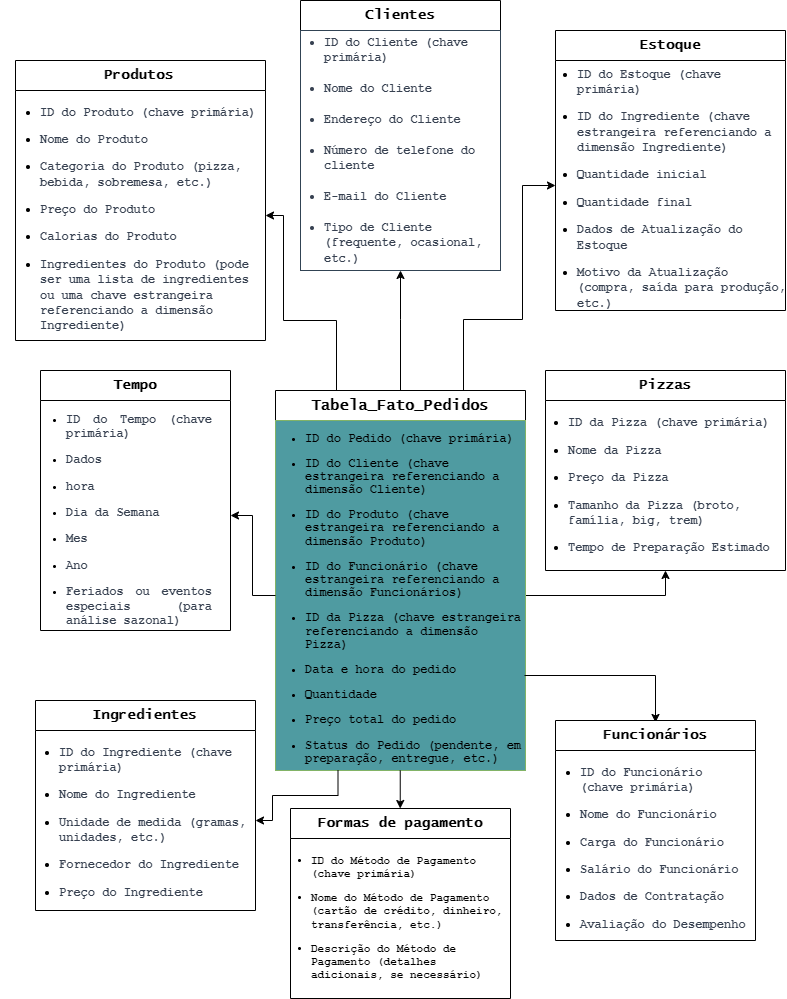 Clientes
• ID do Cliente (chave
primária)
• Nome do Cliente
• Endereço do Cliente
• Número de telefone do
cliente
• E-mail do Cliente
• Tipo de Cliente
(frequente, ocasional,
etc.)
Estoque
• ID do Estoque (chave
primária)
• ID do Ingrediente (chave
estrangeira referenciando a
dimensão Ingrediente)
• Quantidade inicial
• Quantidade final
• Dados de Atualização do
Estoque
• Motivo da Atualização
(compra, saída para produção,
etc.)
Produtos
• ID do Produto (chave primária)
• Nome do Produto
• Categoria do Produto (pizza,
bebida, sobremesa, etc.)
• Preço do Produto
• Calorias do Produto
• Ingredientes do Produto (pode
ser uma lista de ingredientes
ou uma chave estrangeira
referenciando a dimensão
Ingrediente)
Tempo
• ID do Tempo (chave
primária)
• Dados
• hora
• Dia da Semana
• Mes
• Ano
• Feriados ou eventos
especiais (para
análise sazonal)
Tabela_Fato_Pedidos
• ID do Pedido (chave primária)
• ID do Cliente (chave
estrangeira referenciando a
dimensão Cliente)
• ID do Produto (chave
estrangeira referenciando a
dimensão Produto)
• ID do Funcionário (chave
estrangeira referenciando a
dimensão Funcionários)
• ID da Pizza (chave estrangeira
referenciando a dimensão
Pizza)
• Data e hora do pedido
• Quantidade
• Preço total do pedido
• Status do Pedido (pendente, em
preparação, entregue, etc.)
Pizzas
• ID da Pizza (chave primária)
• Nome da Pizza
• Preço da Pizza
• Tamanho da Pizza (broto,
família, big, trem)
• Tempo de Preparação Estimado
Ingredientes
• ID do Ingrediente (chave
primária)
• Nome do Ingrediente
• Unidade de medida (gramas,
unidades, etc.)
• Fornecedor do Ingrediente
• Preço do Ingrediente
Formas de pagamento
• ID do Método de Pagamento
(chave primária)
• Nome do Método de Pagamento
(cartão de crédito, dinheiro,
transferência, etc.)
• Descrição do Método de
Pagamento (detalhes
adicionais, se necessário)
Funcionários
• ID do Funcionário
(chave primária)
• Nome do Funcionário
• Carga do Funcionário
• Salário do Funcionário
• Dados de Contratação
• Avaliação do Desempenho